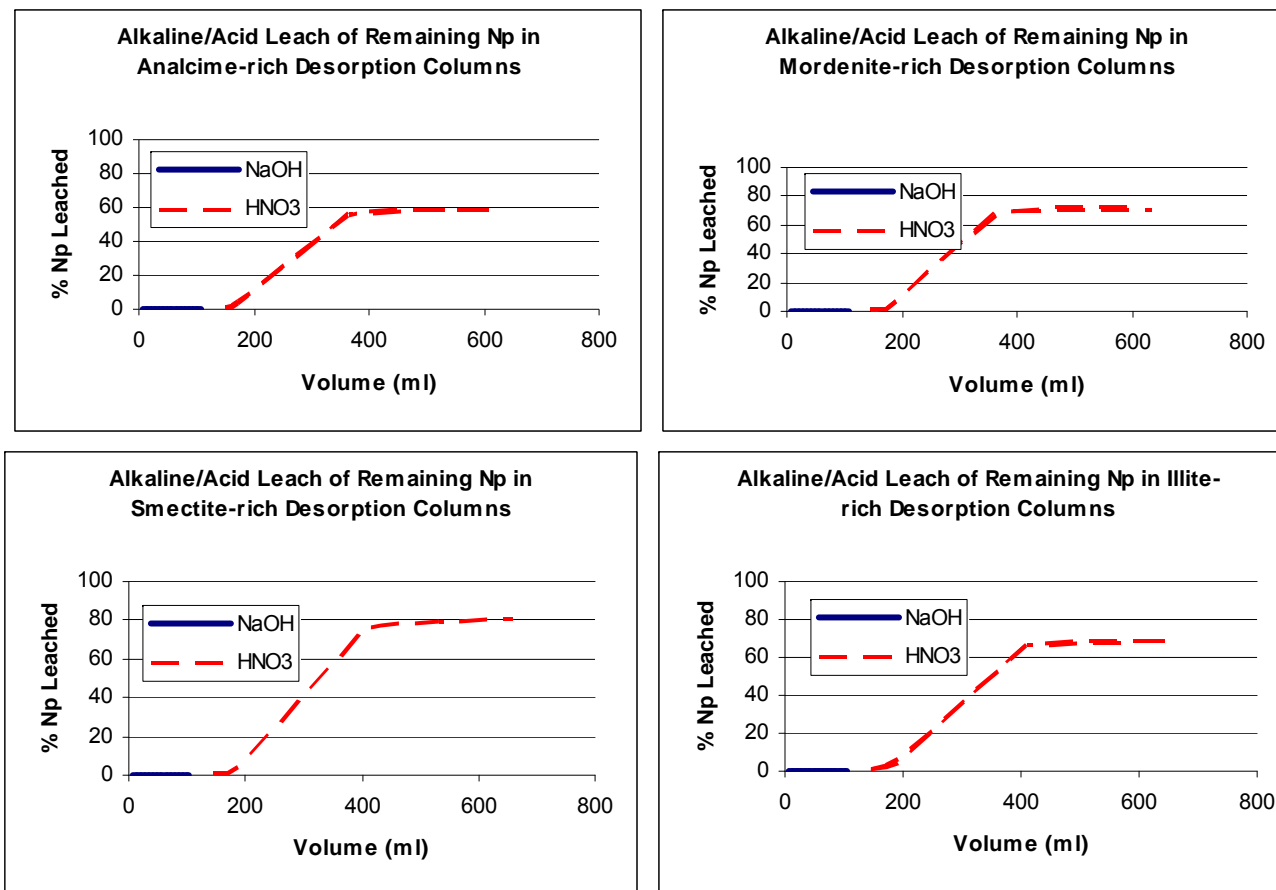 Alkaline/Acid Leach of Remaining Np in
Analcime-rich Desorption Columns
% Np Leached
100
80
60
40
20
0
NaOH
HNO3
0 200 400 600 800
Volume (ml)
Alkaline/Acid Leach of Remaining Np in
Mordenite-rich Desorption Columns
% Np Leached
100
80
60
40
20
0
NaOH
HNO3
0 200 400 600 800
Volume (ml)
Alkaline/Acid Leach of Remaining Np in
Smectite-rich Desorption Columns
% Np Leached
100
80
60
40
20
0
NaOH
HNO3
0 200 400 600 800
Volume (ml)
Alkaline/Acid Leach of Remaining Np in Illite-
rich Desorption Columns
% Np Leached
100
80
60
40
20
0
NaOH
HNO3
0 200 400 600 800
Volume (ml)